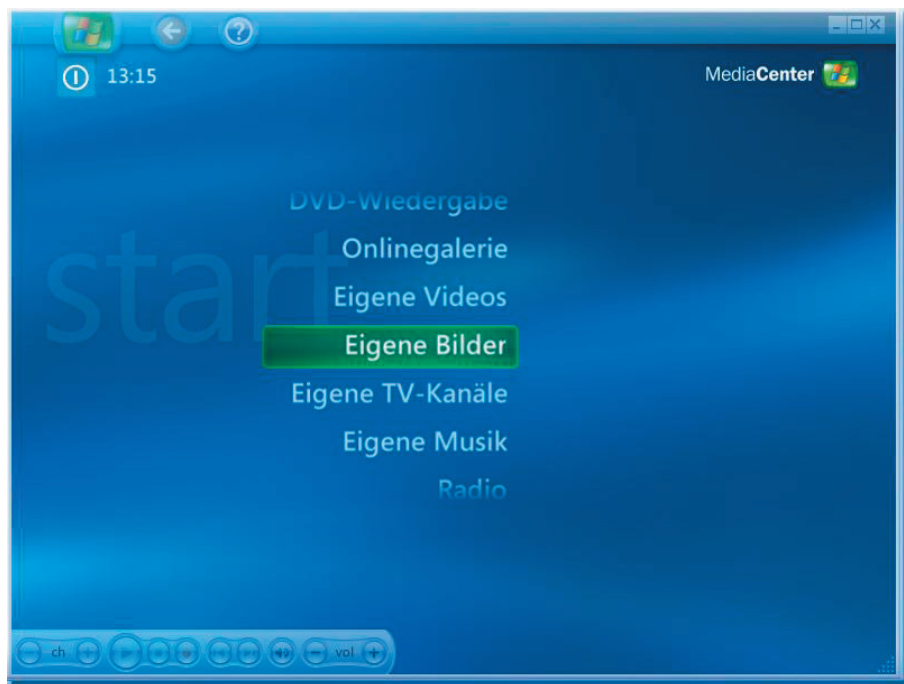 13:15
MediaCenter
start
DVD-Wiedergabe
Onlinegalerie
Eigene Videos
Eigene Bilder
Eigene TV-Kanäle
Eigene Musik
Radio
ch
vol